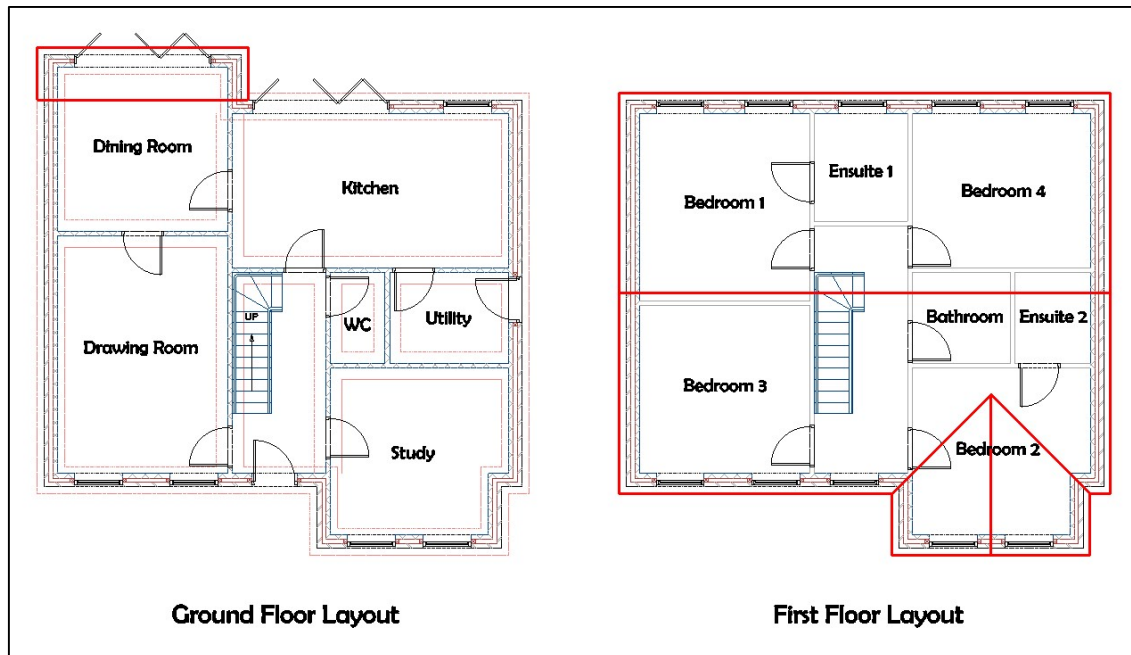 Dining Room
Kitchen
UP
WC
Utility
Drawing Room
Study
Ground Floor Layout
Ensuite 1
Bedroom 1
Bedroom 4
Bathroom
Ensuite 2
Bedroom 3
Bedroom 2
First Floor Layout